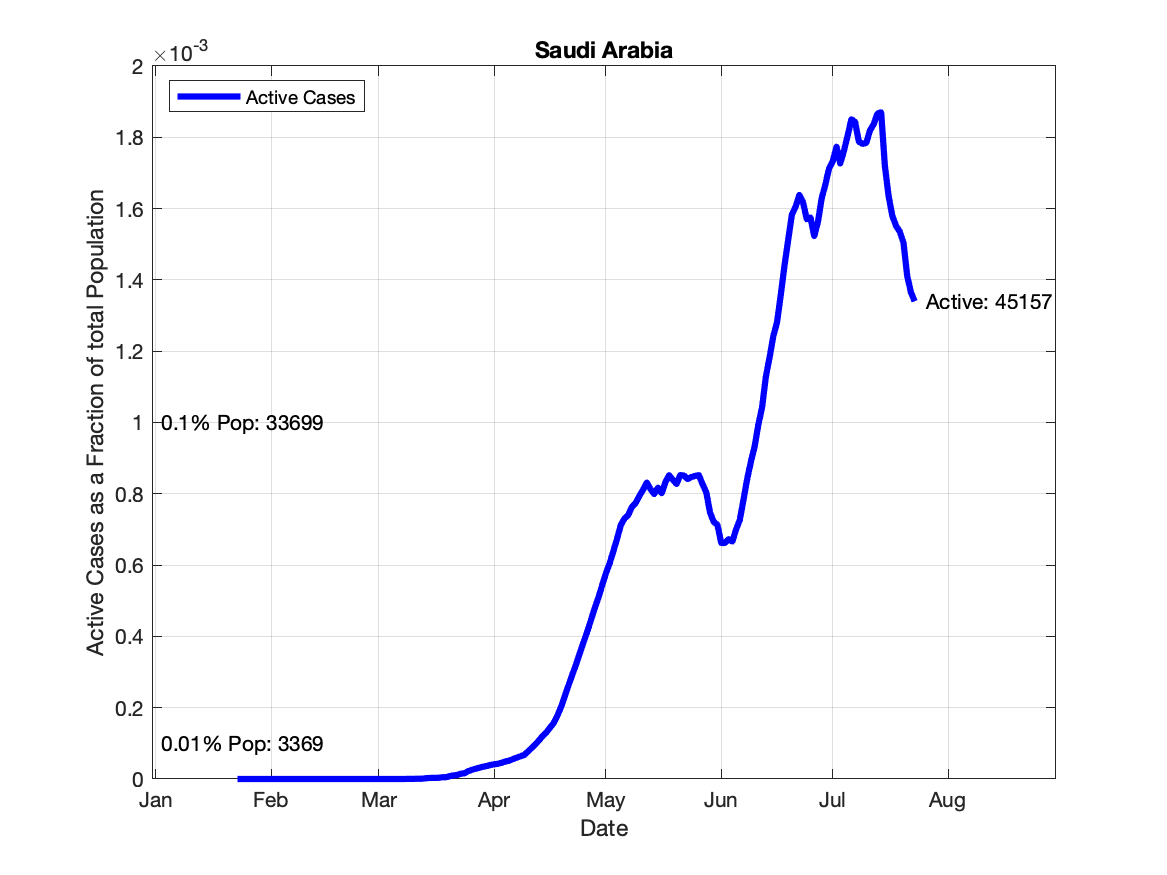 Saudi Arabia
×10-3
2
Active Cases
1.8
1.6
1.4
Active: 45157
1.2
1
0.1% Pop: 33699
0.8
0.6
0.4
0.2
0.01% Pop: 3369
0
Active Cases as a Fraction of total Population
Jan Feb Mar Apr May Jun Jul Aug
Date